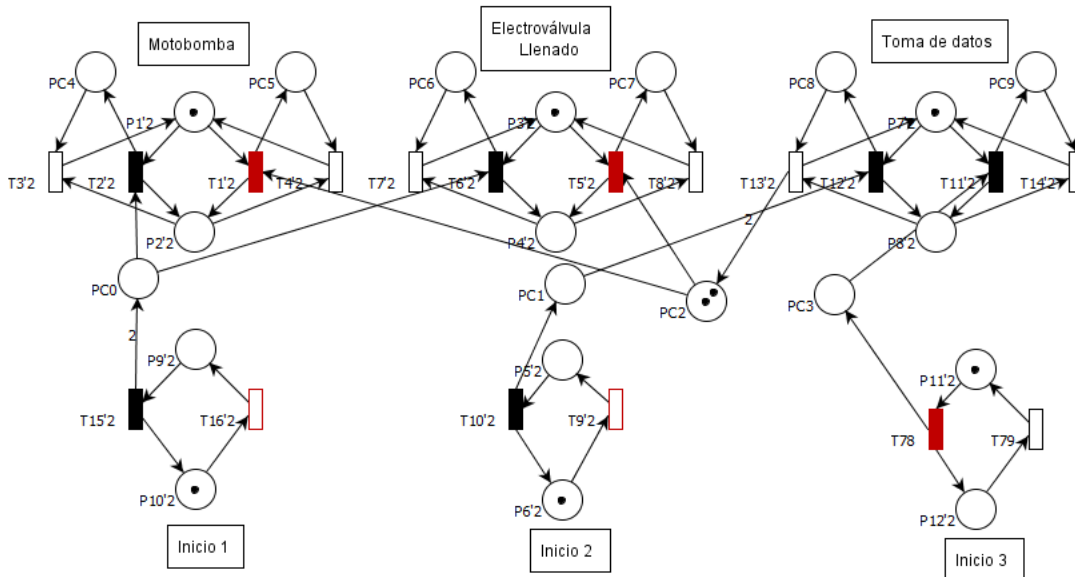 Motobomba
Electroválvula
Llenado
Toma de datos
PC4
PC5
PC6
PC7
PC8
PC9
P1'2
P3'2
P7'2
T3'2
T2'2
T1'2
T4'2
T7'2
T6'2
T5'2
T8'2
T13'2
T12'2
T11'2
T14'2
P2'2
P4'2
P8'2
2
PC0
PC1
PC2
PC3
2
P9'2
P5'2
P11'2
T15'2
T16'2
T10'2
T9'2
T78
T79
P10'2
P6'2
P12'2
Inicio 1
Inicio 2
Inicio 3